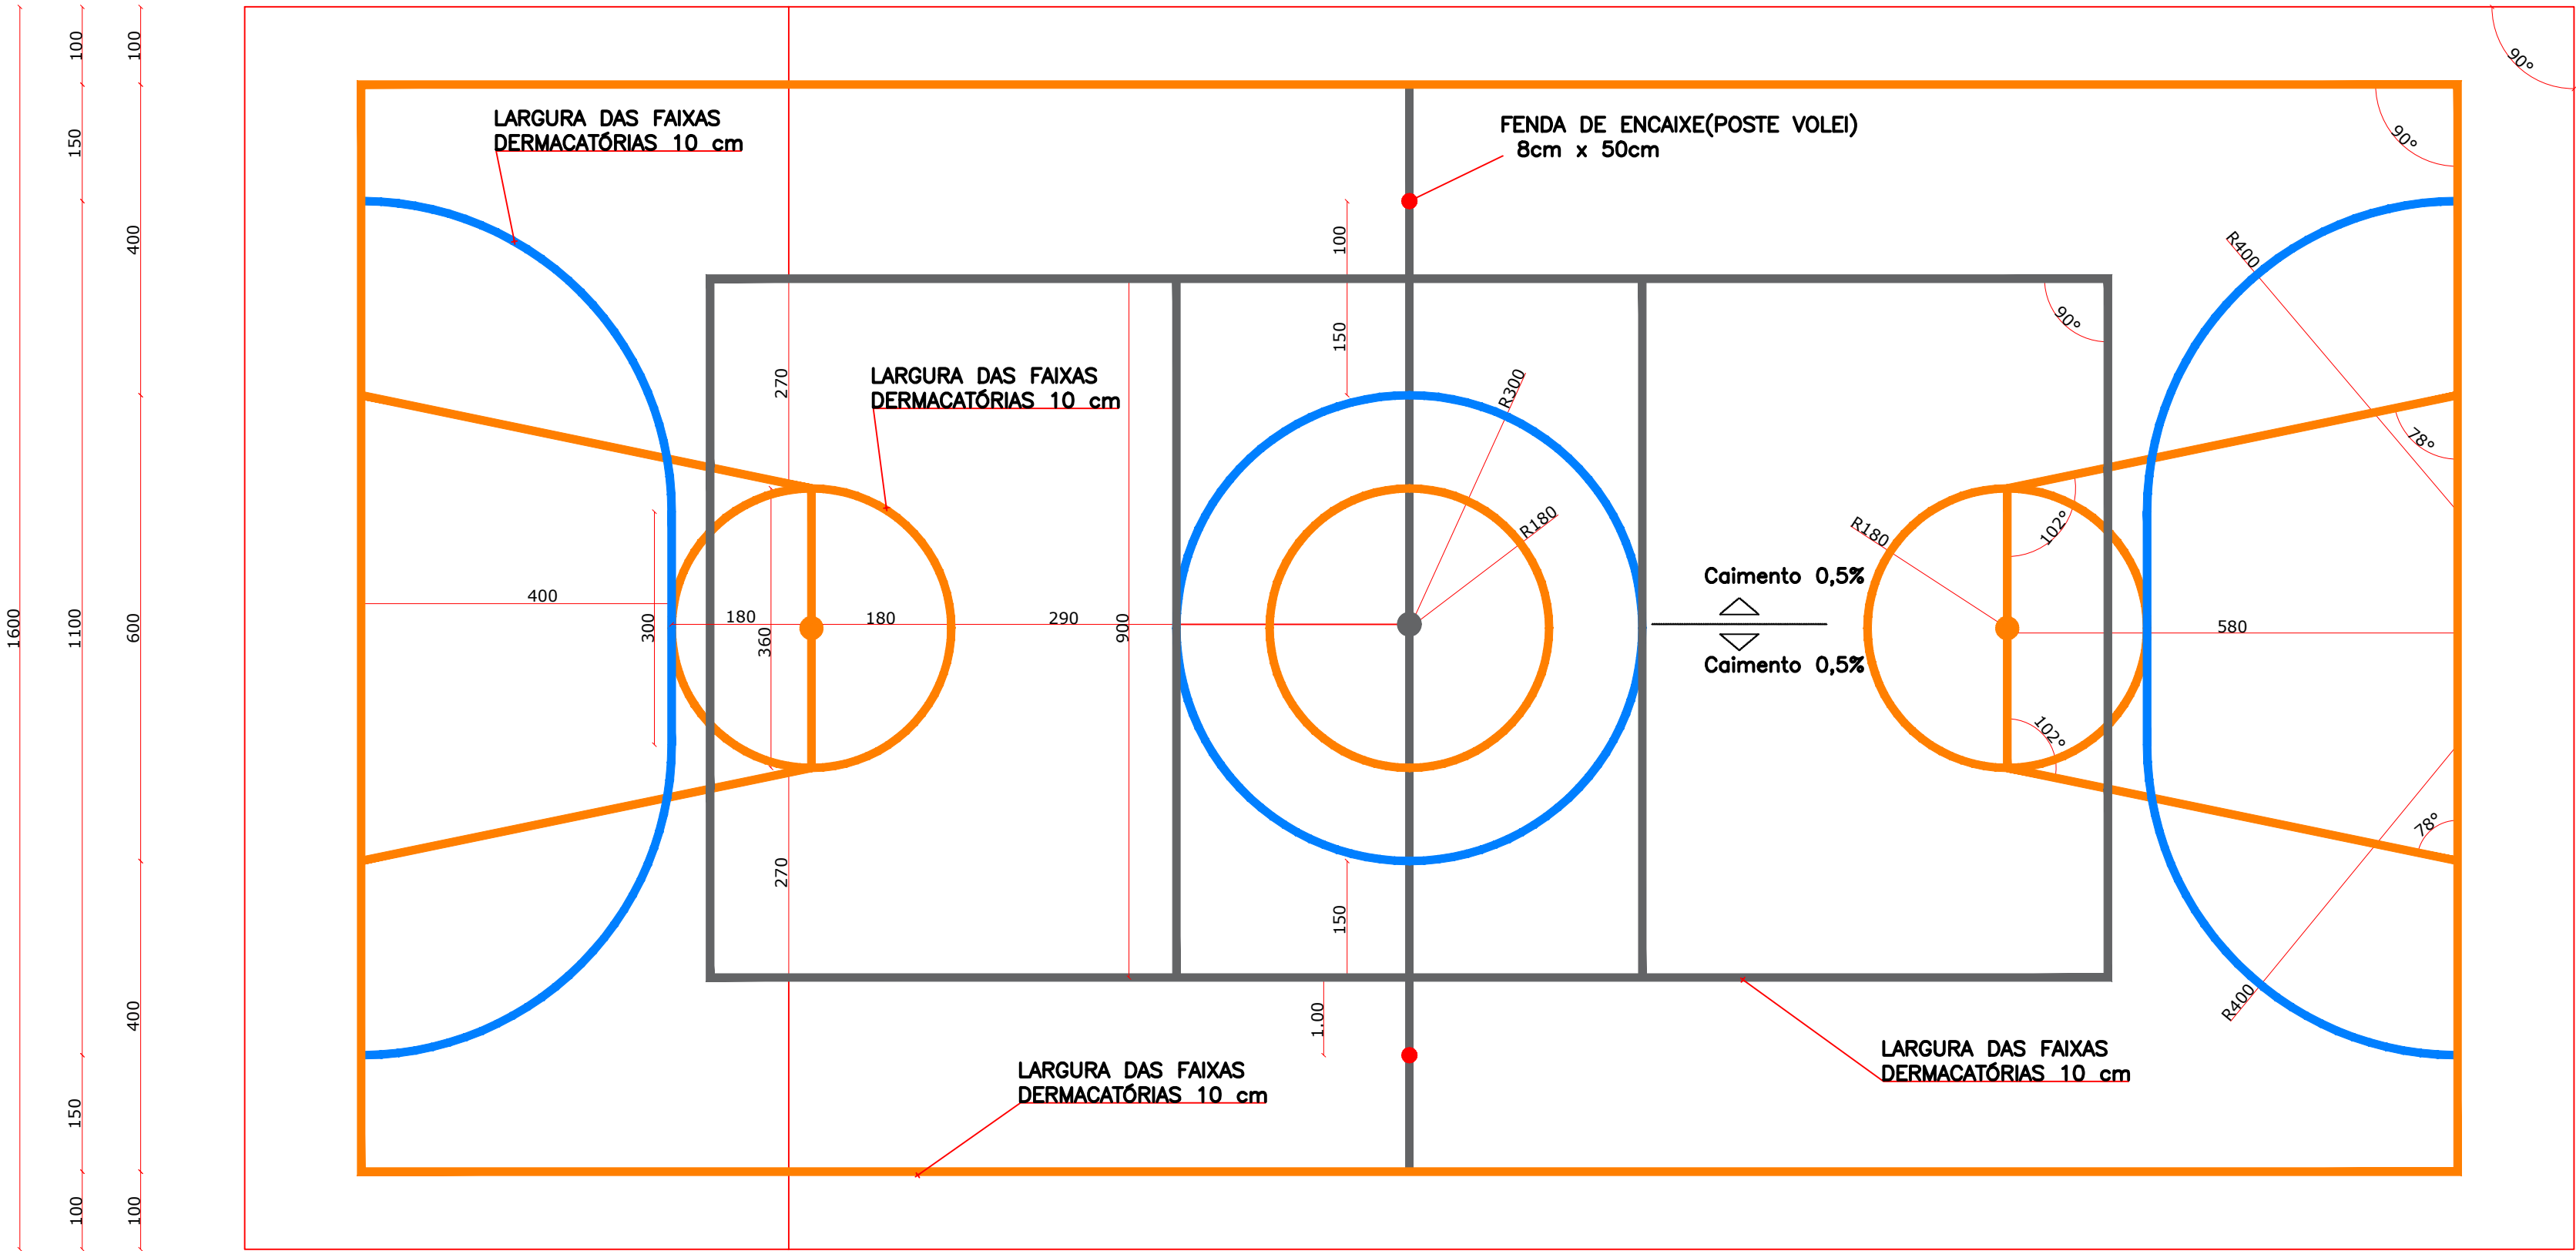 100
100
90°
LARGURA DAS FAIXAS
DERMACATÓRIAS 10 cm
FENDA DE ENCAIXE(POSTE VOLEI)
8cm x 50cm
150
90°
400
100
R400
90°
150
270
LARGURA DAS FAIXAS
DERMACATÓRIAS 10 cm
R300
78°
R180
R180
102°
Caimento 0,5%
400
180
180
290
1600
1100
600
300
360
900
580
Caimento 0,5%
102°
78°
270
150
R400
400
1.00
LARGURA DAS FAIXAS
DERMACATÓRIAS 10 cm
LARGURA DAS FAIXAS
DERMACATÓRIAS 10 cm
150
100
100